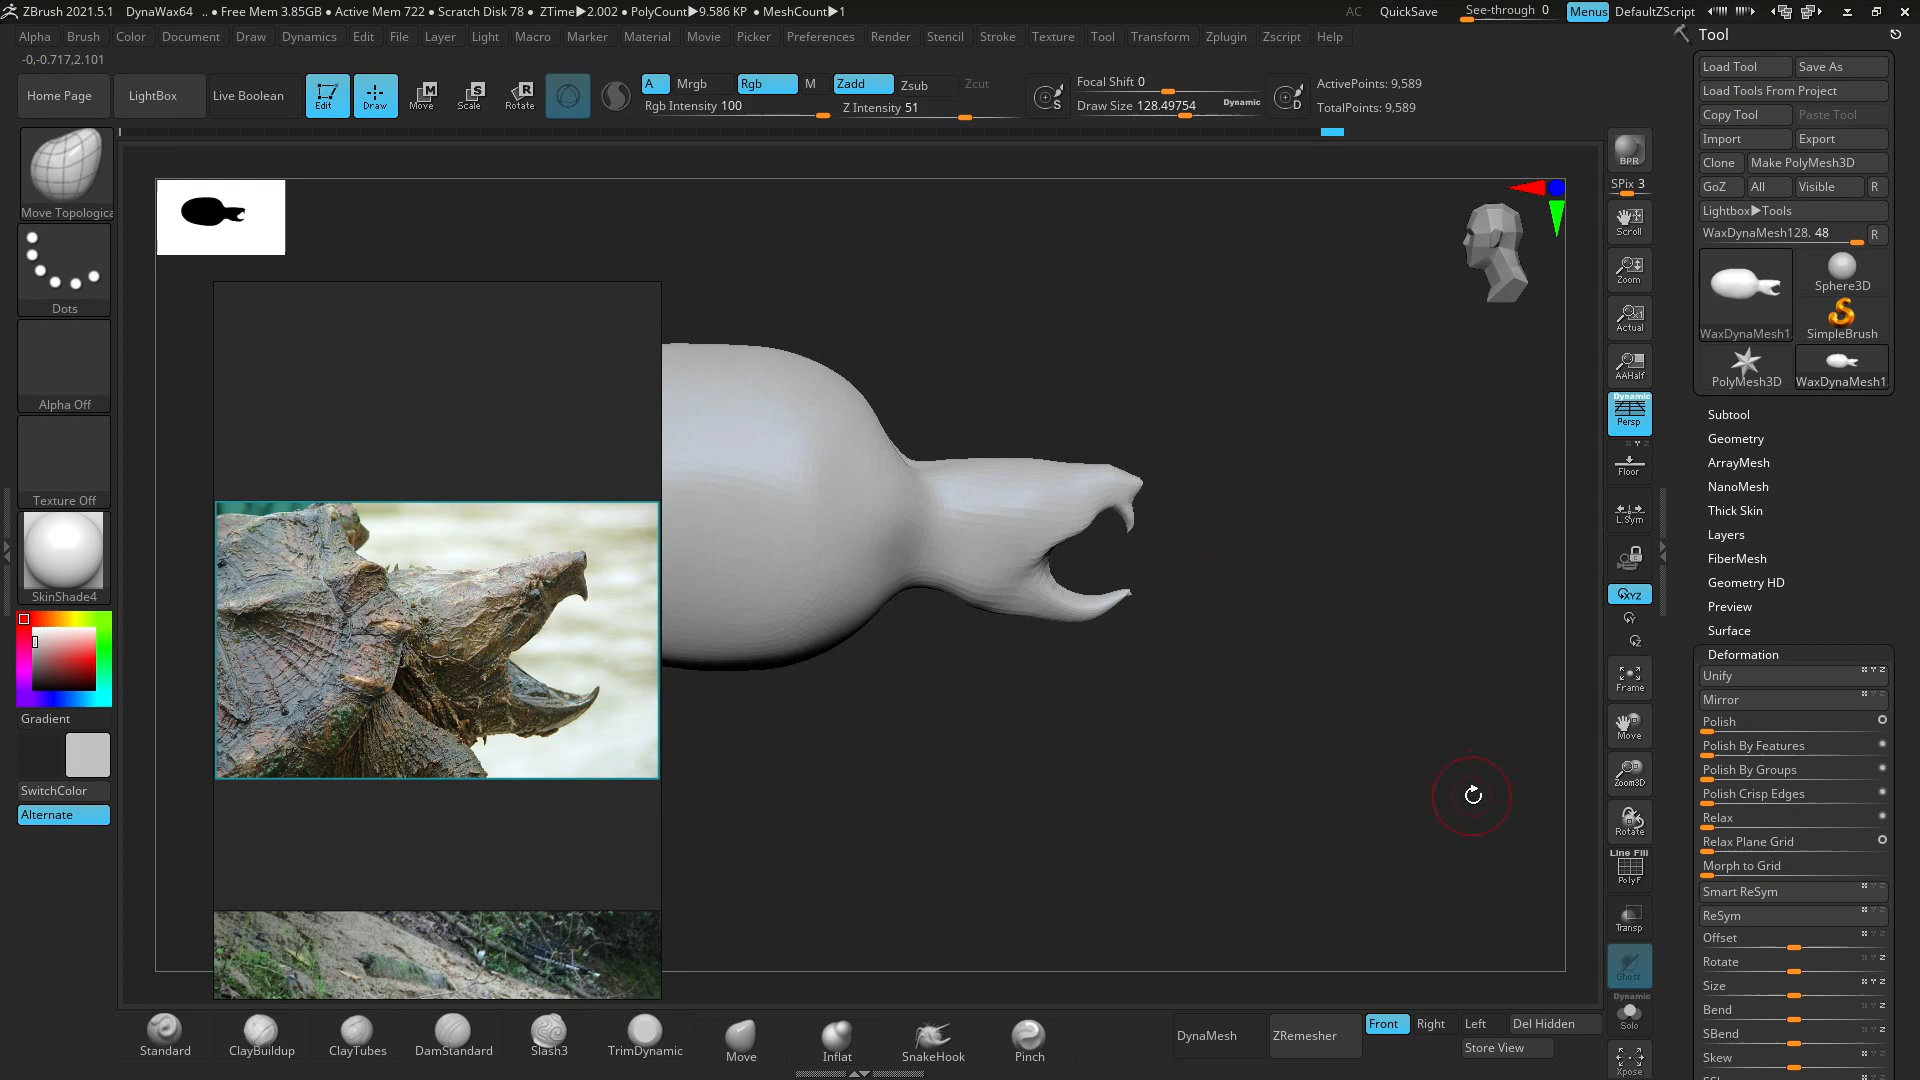 ZBrush 2021.5.1 DynaWax64 .. ● Free Mem 3.85GB ● Active Mem 722 ● Scratch Disk 78 ● ZTime▶2.002 ● PolyCount▶9.586 KP ● MeshCount▶1 AC QuickSave See-through 0 Menus DefaultZScript
Alpha Brush Color Document Draw Dynamics Edit File Layer Light Macro Marker Material Movie Picker Preferences Render Stencil Stroke Texture Tool Transform Zplugin Zscript Help
-0,-0.717,2.101
Home Page LightBox Live Boolean Edit Draw Move Scale Rotate
A Mrgb Rgb M Zadd Zsub Zcut
Rgb Intensity 100 Z Intensity 51
S Focal Shift 0
Draw Size 128.49754 Dynamic D
ActivePoints: 9,589
TotalPoints: 9,589
Move Topologica
Dots
Alpha Off
Texture Off
SkinShade4
Gradient
SwitchColor
Alternate
BPR
SPix 3
Scroll
Zoom
Actual
AAHalf
Dynamic
Persp
Floor
L.Sym
XYZ
Frame
Move
Zoom3D
Rotate
Line Fill
PolyF
Transp
Ghost
Dynamic
Solo
Xpose
Tool
Load Tool Save As
Load Tools From Project
Copy Tool Paste Tool
Import Export
Clone Make PolyMesh3D
GoZ All Visible R
Lightbox▶Tools
WaxDynaMesh128. 48 R
WaxDynaMesh1 Sphere3D
SimpleBrush
PolyMesh3D WaxDynaMesh1
Subtool
Geometry
ArrayMesh
NanoMesh
Thick Skin
Layers
FiberMesh
Geometry HD
Preview
Surface
Deformation
Unify
Mirror
Polish
Polish By Features
Polish By Groups
Polish Crisp Edges
Relax
Relax Plane Grid
Morph to Grid
Smart ReSym
ReSym
Offset
Rotate
Size
Bend
SBend
Skew
Standard ClayBuildup ClayTubes DamStandard Slash3 TrimDynamic Move Inflat SnakeHook Pinch
DynaMesh ZRemesher Front Right Left Del Hidden
Store View